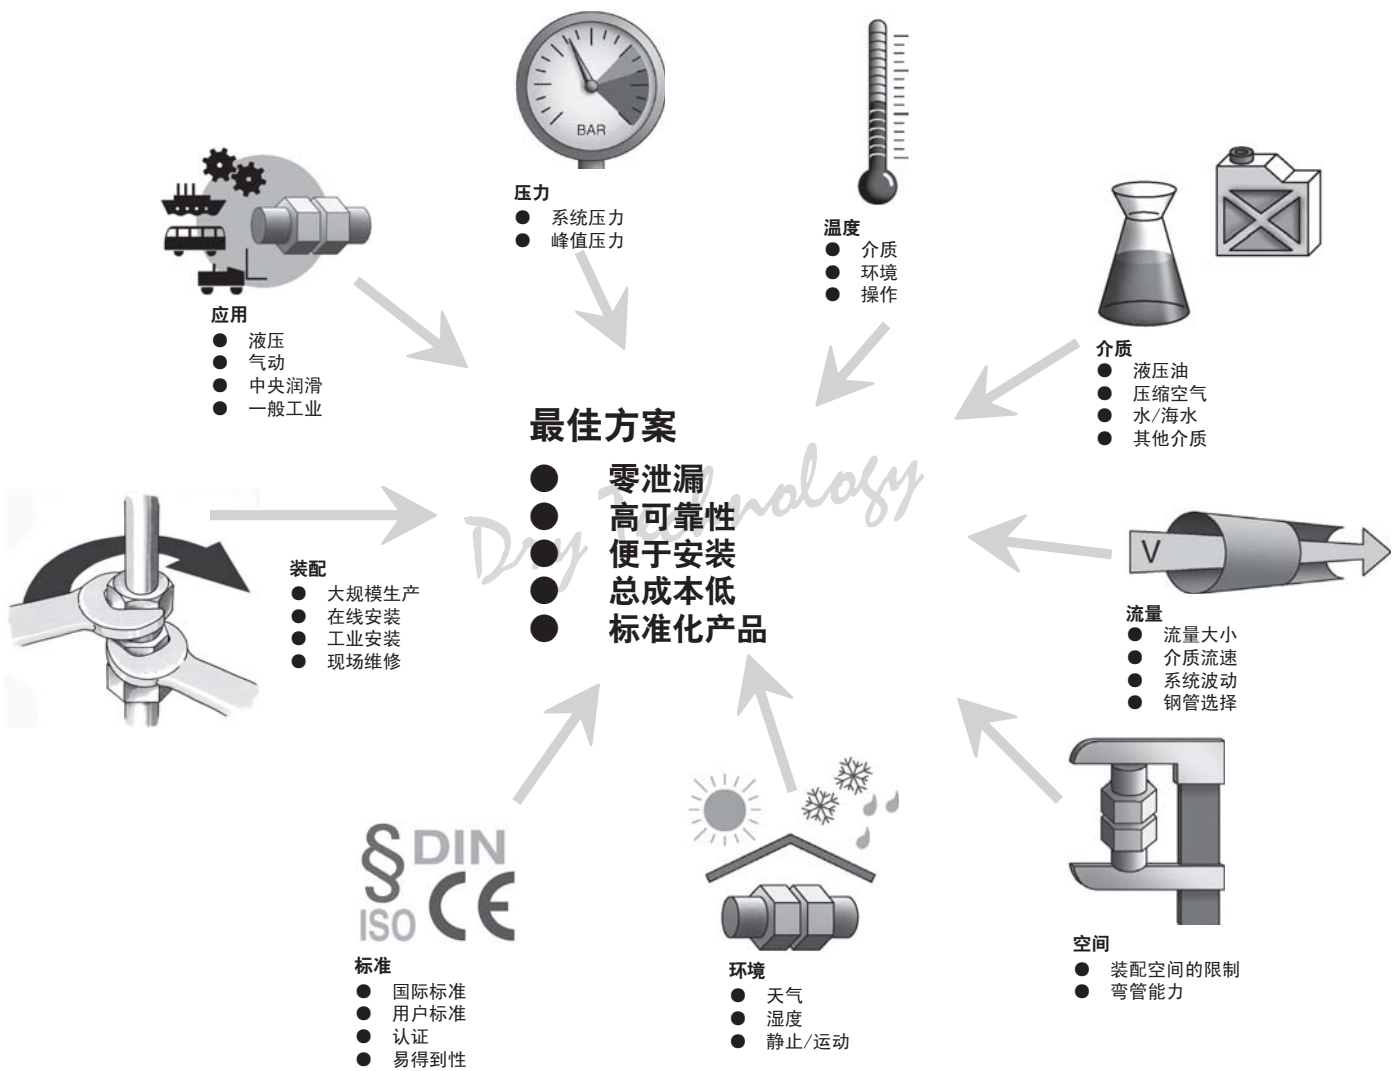 BAR
压力
● 系统压力
● 峰值压力
温度
● 介质
● 环境
● 操作
应用
● 液压
● 气动
● 中央润滑
● 一般工业
介质
● 液压油
● 压缩空气
● 水/海水
● 其他介质
最佳方案
● 零泄漏
● 高可靠性
● 便于安装
● 总成本低
● 标准化产品
Dry Technology
装配
● 大规模生产
● 在线安装
● 工业安装
● 现场维修
V
流量
● 流量大小
● 介质流速
● 系统波动
● 钢管选择
§ DIN
ISO CE
标准
● 国际标准
● 用户标准
● 认证
● 易得到性
环境
● 天气
● 湿度
● 静止/运动
空间
● 装配空间的限制
● 弯管能力